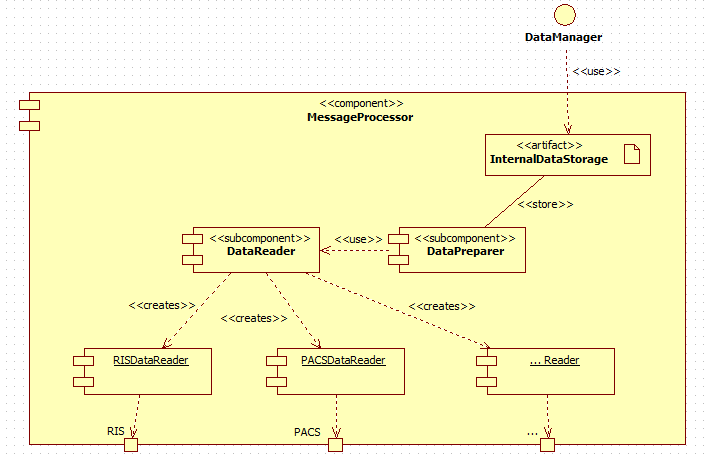 DataManager
<<use>>
<<component>>
MessageProcessor
<<artifact>>
InternalDataStorage
<<store>>
<<subcomponent>>
DataReader
<<use>>
<<subcomponent>>
DataPreparer
<<creates>>
<<creates>>
<<creates>>
RISDataReader
PACSDataReader
... Reader
RIS
PACS
...